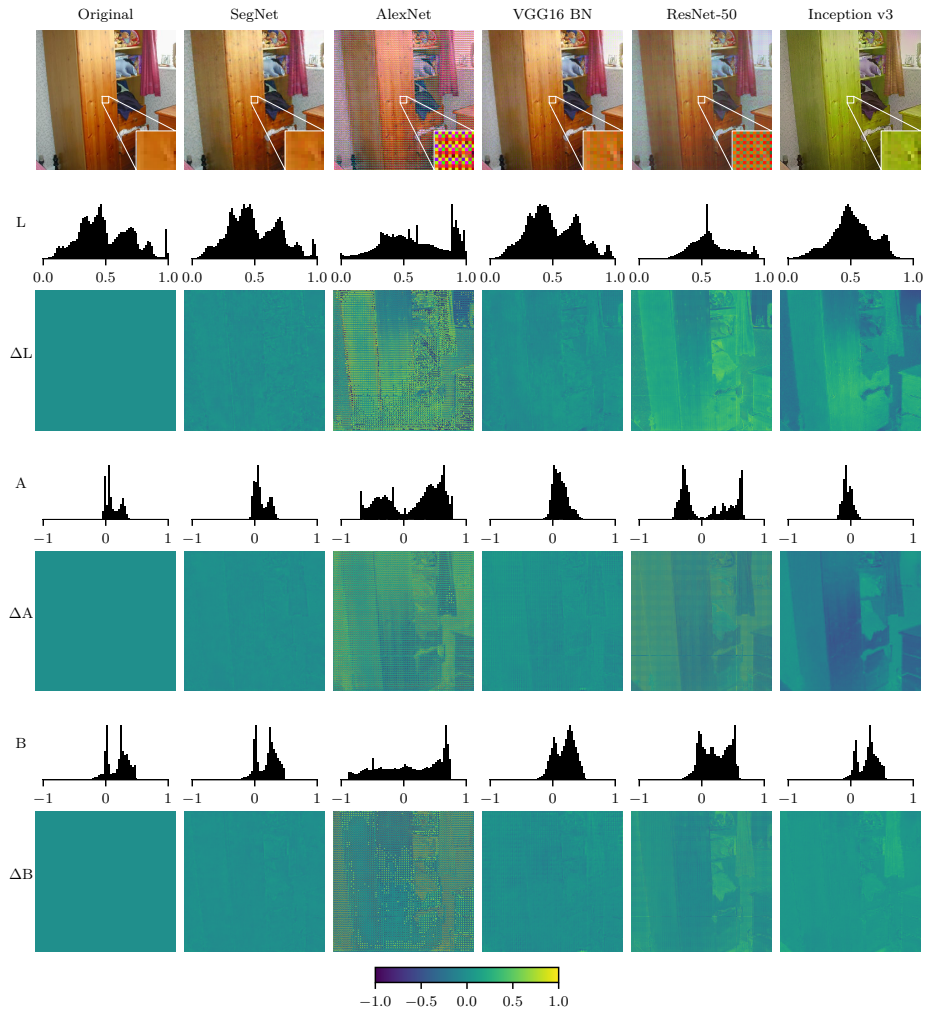 Original SegNet AlexNet VGG16 BN ResNet-50 Inception v3
L
0.0 0.5 1.0 0.0 0.5 1.0 0.0 0.5 1.0 0.0 0.5 1.0 0.0 0.5 1.0 0.0 0.5 1.0
ΔL
A
−1 0 1 −1 0 1 −1 0 1 −1 0 1 −1 0 1 −1 0 1
ΔA
B
−1 0 1 −1 0 1 −1 0 1 −1 0 1 −1 0 1 −1 0 1
ΔB
−1.0 −0.5 0.0 0.5 1.0